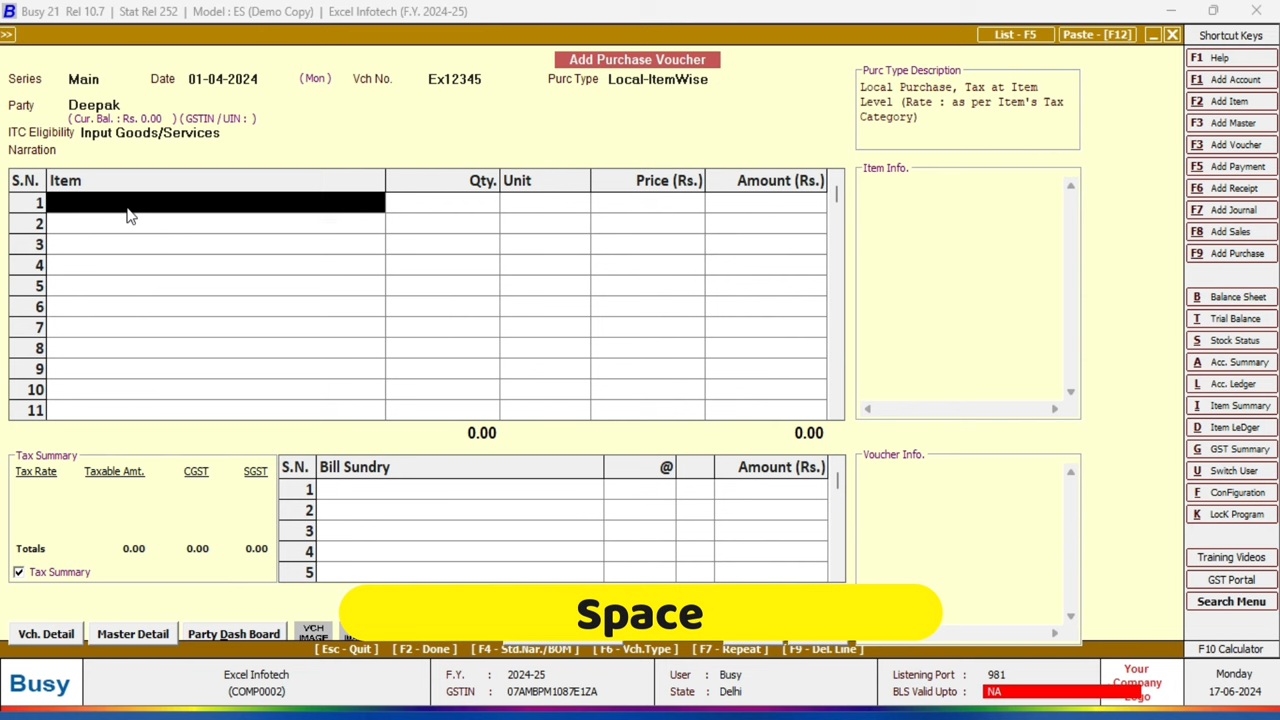 Busy 21 Rel 10.7 | Stat Rel 252 | Model : ES (Demo Copy) | Excel Infotech (F.Y. 2024-25)
>> List - F5 Paste - [F12]
Add Purchase Voucher
Series Main Date 01-04-2024 (Mon) Vch No. Ex12345 Purc Type Local-ItemWise
Party Deepak
(Cur. Bal. : Rs. 0.00 ) (GSTIN / UIN : )
ITC Eligibility Input Goods/Services
Narration
Purc Type Description
Local Purchase, Tax at Item
Level (Rate : as per Item's Tax
Category)
S.N. Item Qty. Unit Price (Rs.) Amount (Rs.)
1
2
3
4
5
6
7
8
9
10
11
0.00 0.00
Item Info.
Tax Summary
Tax Rate Taxable Amt. CGST SGST
Totals 0.00 0.00 0.00
Tax Summary
S.N. Bill Sundry @ Amount (Rs.)
1
2
3
4
5
Voucher Info.
Space
Vch. Detail Master Detail Party Dash Board VCH
IMAGE
[ Esc - Quit ] [ F2 - Done ] [ F4 - Std.Nar./BOM ] [ F6 - Vch.Type ] [ F7 - Repeat ] [ F9 - Del. Line ]
Shortcut Keys
F1 Help
F1 Add Account
F2 Add Item
F3 Add Master
F3 Add Voucher
F5 Add Payment
F6 Add Receipt
F7 Add Journal
F8 Add Sales
F9 Add Purchase
B Balance Sheet
T Trial Balance
S Stock Status
A Acc. Summary
L Acc. Ledger
I Item Summary
D Item LeDger
G GST Summary
U Switch User
F ConFiguration
K LocK Program
Training Videos
GST Portal
Search Menu
F10 Calculator
Busy
Excel Infotech
(COMP0002)
F.Y. : 2024-25
GSTIN : 07AMBPM1087E1ZA
User : Busy
State : Delhi
Listening Port : 981
BLS Valid Upto : NA
Your
Company
Logo
Monday
17-06-2024